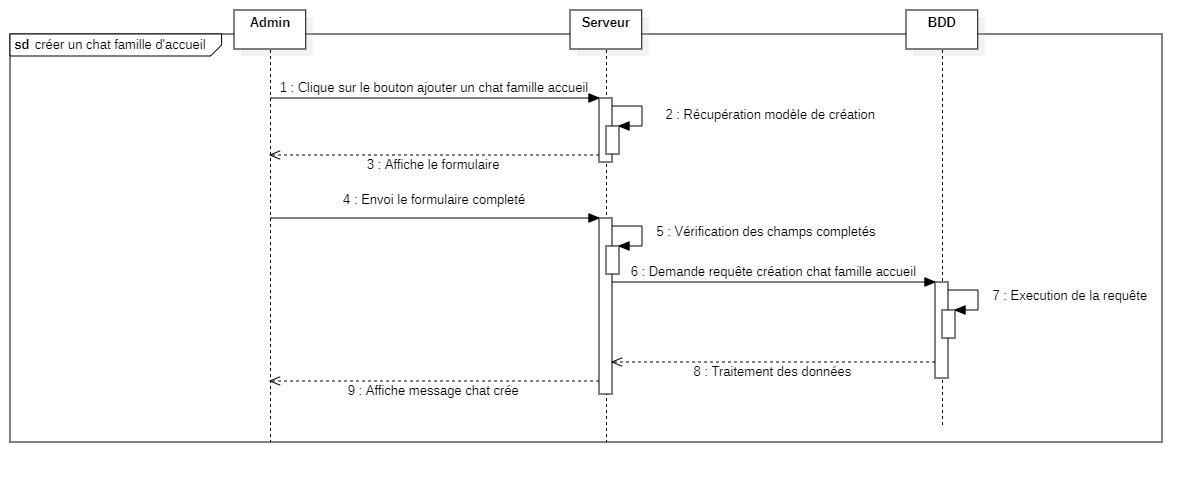 Admin
Serveur
BDD
sd créer un chat famille d'accueil
1 : Clique sur le bouton ajouter un chat famille accueil
2 : Récupération modèle de création
3 : Affiche le formulaire
4 : Envoi le formulaire completé
5 : Vérification des champs completés
6 : Demande requête création chat famille accueil
7 : Execution de la requête
8 : Traitement des données
9 : Affiche message chat crée